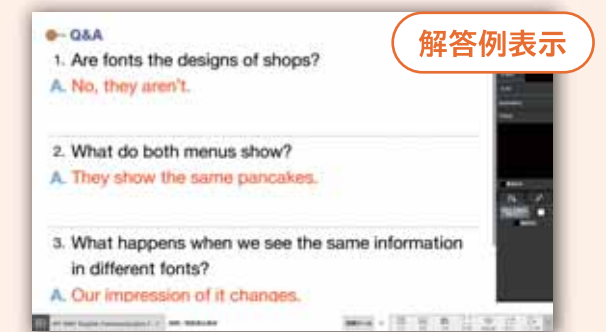 Q&A
解答例表示
1. Are fonts the designs of shops?
A. No, they aren't.
2. What do both menus show?
A. They show the same pancakes.
3. What happens when we see the same information
in different fonts?
A. Our impression of it changes.